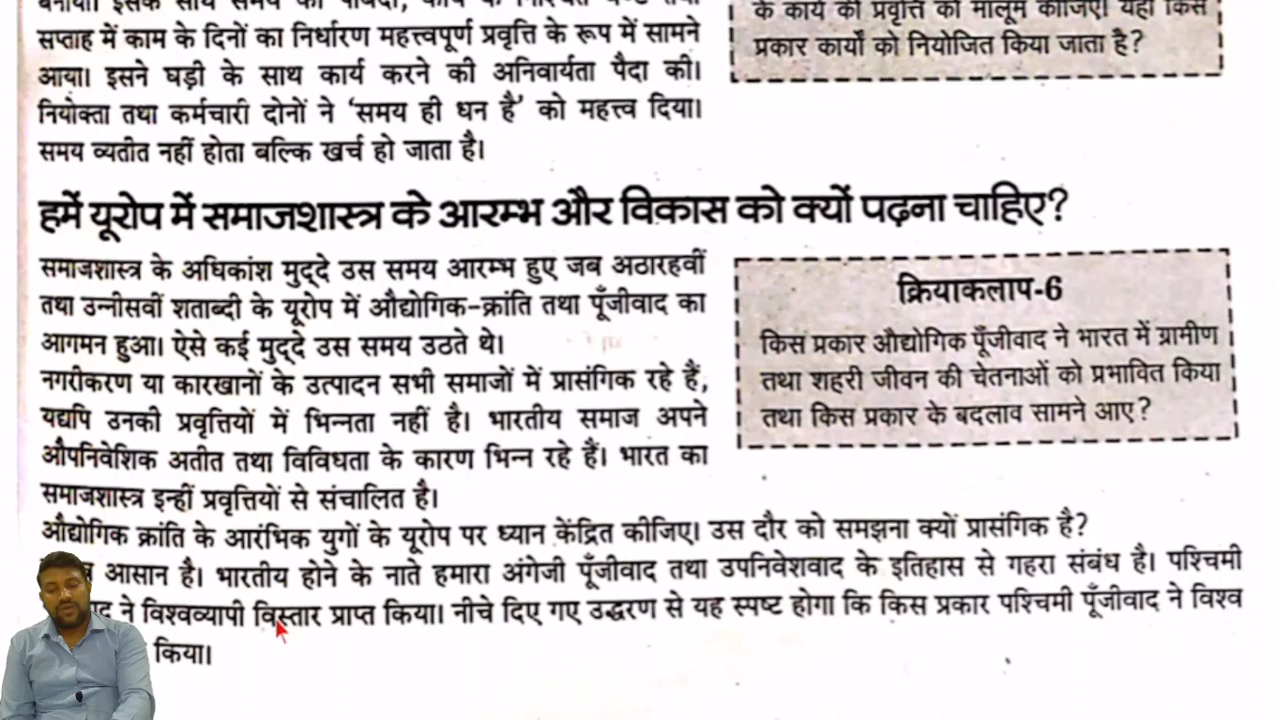 सप्ताह में काम के दिनों का निर्धारण महत्त्वपूर्ण प्रवृत्ति के रूप में सामने
आया। इसने घड़ी के साथ कार्य करने की अनिवार्यता पैदा की।
नियोक्ता तथा कर्मचारी दोनों ने ‘समय ही धन है’ को महत्त्व दिया।
समय व्यतीत नहीं होता बल्कि खर्च हो जाता है।
के कार्य की प्रवृत्ति को मालूम कीजिए। यहाँ किस
प्रकार कार्यों को नियोजित किया जाता है?
हमें यूरोप में समाजशास्त्र के आरम्भ और विकास को क्यों पढ़ना चाहिए?
समाजशास्त्र के अधिकांश मुद्दे उस समय आरम्भ हुए जब अठारहवीं
तथा उन्नीसवीं शताब्दी के यूरोप में औद्योगिक-क्रांति तथा पूँजीवाद का
आगमन हुआ। ऐसे कई मुद्दे उस समय उठते थे।
नगरीकरण या कारखानों के उत्पादन सभी समाजों में प्रासंगिक रहे हैं,
यद्यपि उनकी प्रवृत्तियों में भिन्नता नहीं है। भारतीय समाज अपने
औपनिवेशिक अतीत तथा विविधता के कारण भिन्न रहे हैं। भारत का
समाजशास्त्र इन्हीं प्रवृत्तियों से संचालित है।
क्रियाकलाप-6
किस प्रकार औद्योगिक पूँजीवाद ने भारत में ग्रामीण
तथा शहरी जीवन की चेतनाओं को प्रभावित किया
तथा किस प्रकार के बदलाव सामने आए?
औद्योगिक क्रांति के आरंभिक युगों के यूरोप पर ध्यान केंद्रित कीजिए। उस दौर को समझना क्यों प्रासंगिक है?
आसान है। भारतीय होने के नाते हमारा अंगेजी पूँजीवाद तथा उपनिवेशवाद के इतिहास से गहरा संबंध है। पश्चिमी
ने विश्वव्यापी विस्तार प्राप्त किया। नीचे दिए गए उद्धरण से यह स्पष्ट होगा कि किस प्रकार पश्चिमी पूँजीवाद ने विश्व
किया।